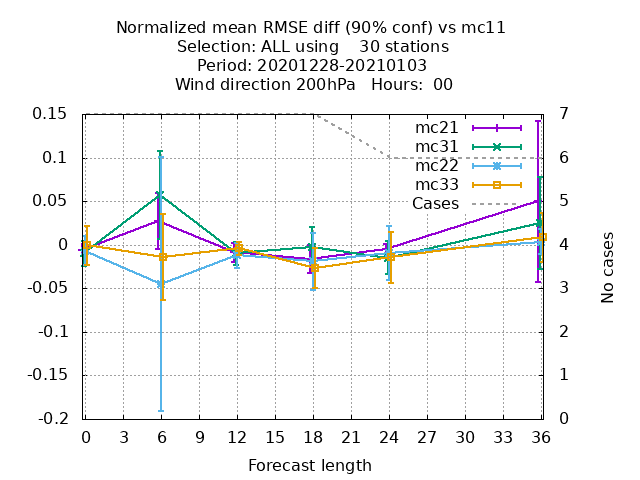 Normalized mean RMSE diff (90% conf) vs mc11
Selection: ALL using 30 stations
Period: 20201228-20210103
Wind direction 200hPa Hours: 00
0.15
0.1
0.05
0
-0.05
-0.1
-0.15
-0.2
7
6
5
4
3
2
1
0
mc21
mc31
mc22
mc33
Cases
No cases
0 3 6 9 12 15 18 21 24 27 30 33 36
Forecast length